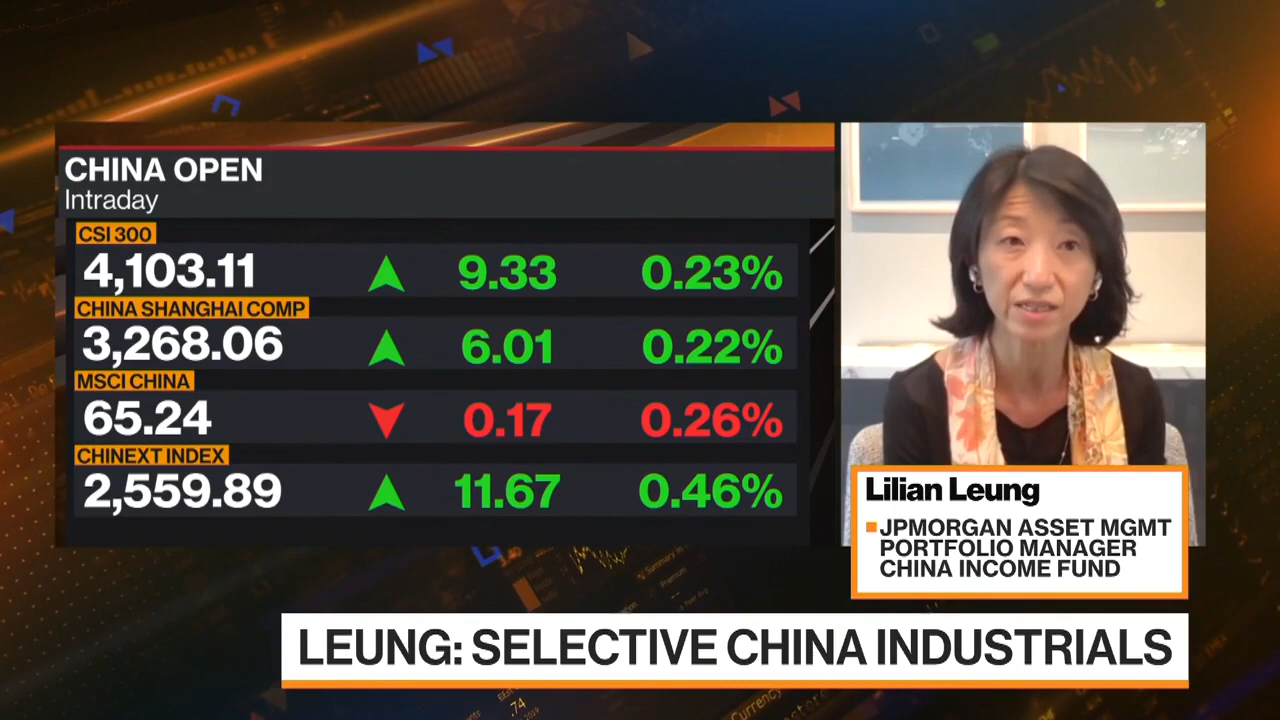 CHINA OPEN
Intraday
CSI 300
4,103.11 9.33 0.23%
CHINA SHANGHAI COMP
3,268.06 6.01 0.22%
MSCI CHINA
65.24 0.17 0.26%
CHINEXT INDEX
2,559.89 11.67 0.46%
Lilian Leung
JPMORGAN ASSET MGMT
PORTFOLIO MANAGER
CHINA INCOME FUND
LEUNG: SELECTIVE CHINA INDUSTRIALS
.74
Currency